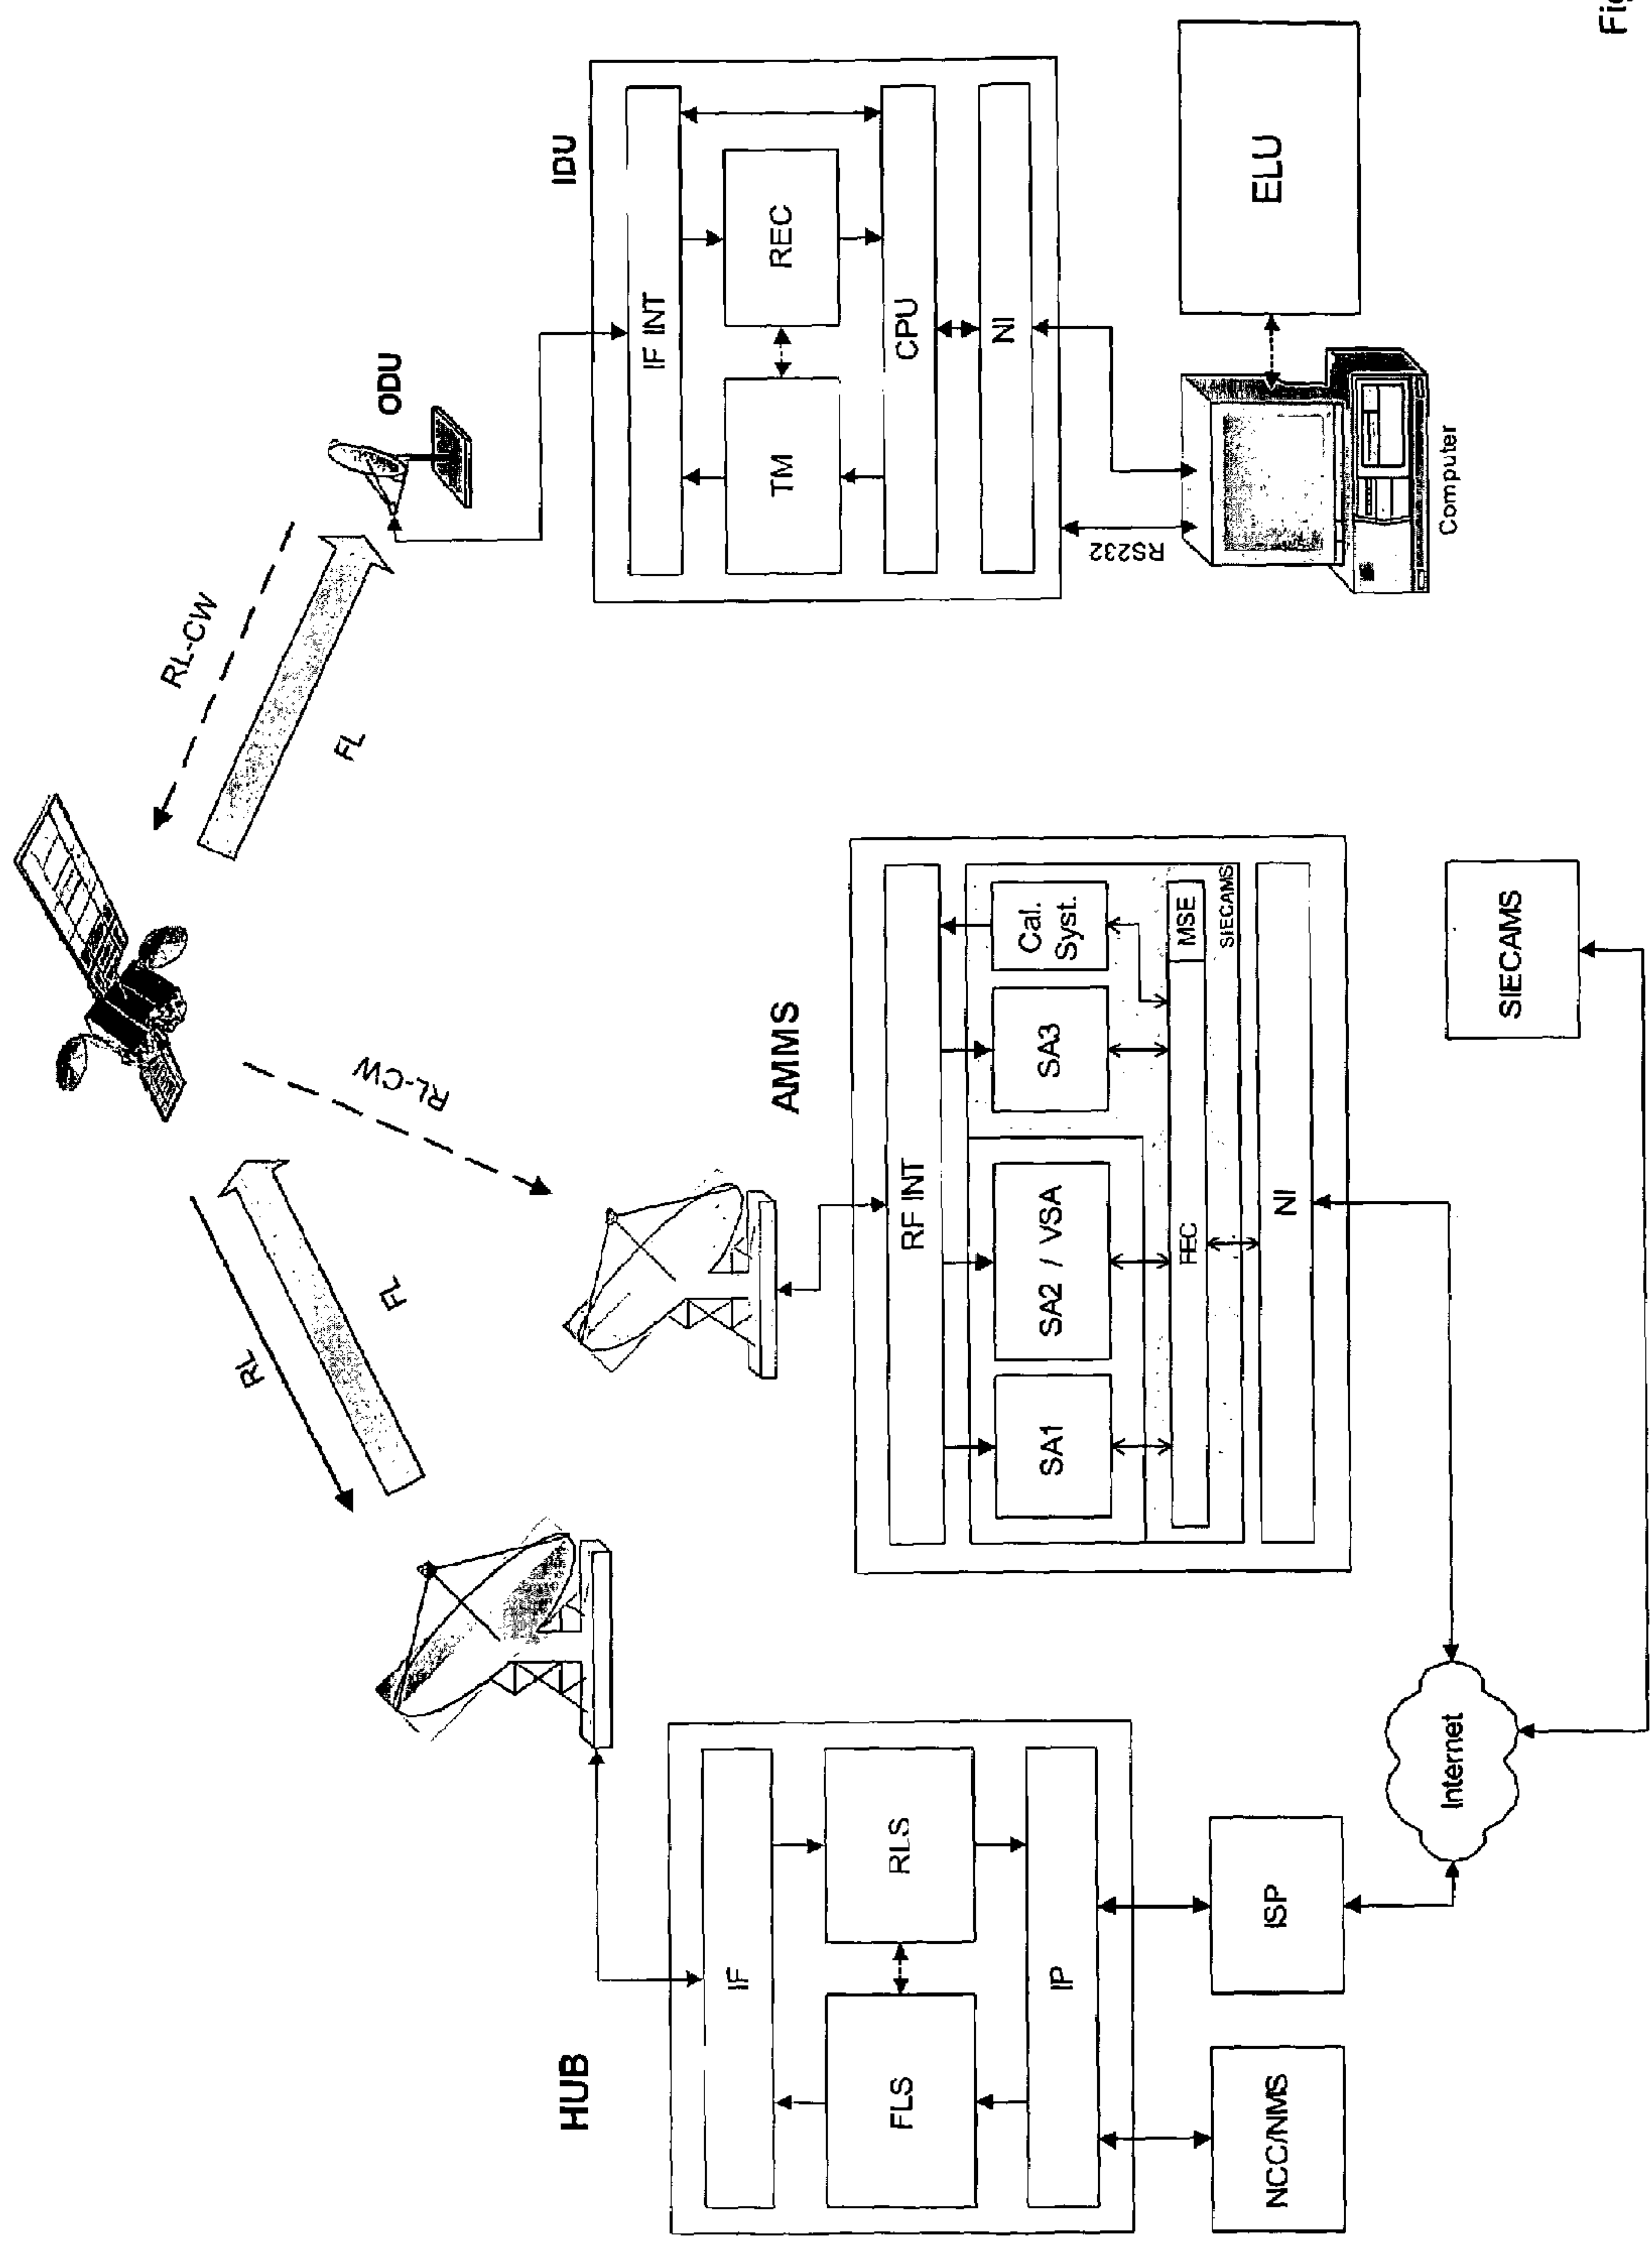 RL
FL
RL-CW
RL-CW
FL
HUB
IF
FLS
RLS
IP
NCC/NMS
ISP
Internet
AMMS
RF INT
SA1
SA2 / VSA
SA3
Cal.
Syst.
FEC
MSE
SIECAMS
NI
SIECAMS
ODU
IDU
IF INT
TM
REC
CPU
NI
RS232
Computer
ELU